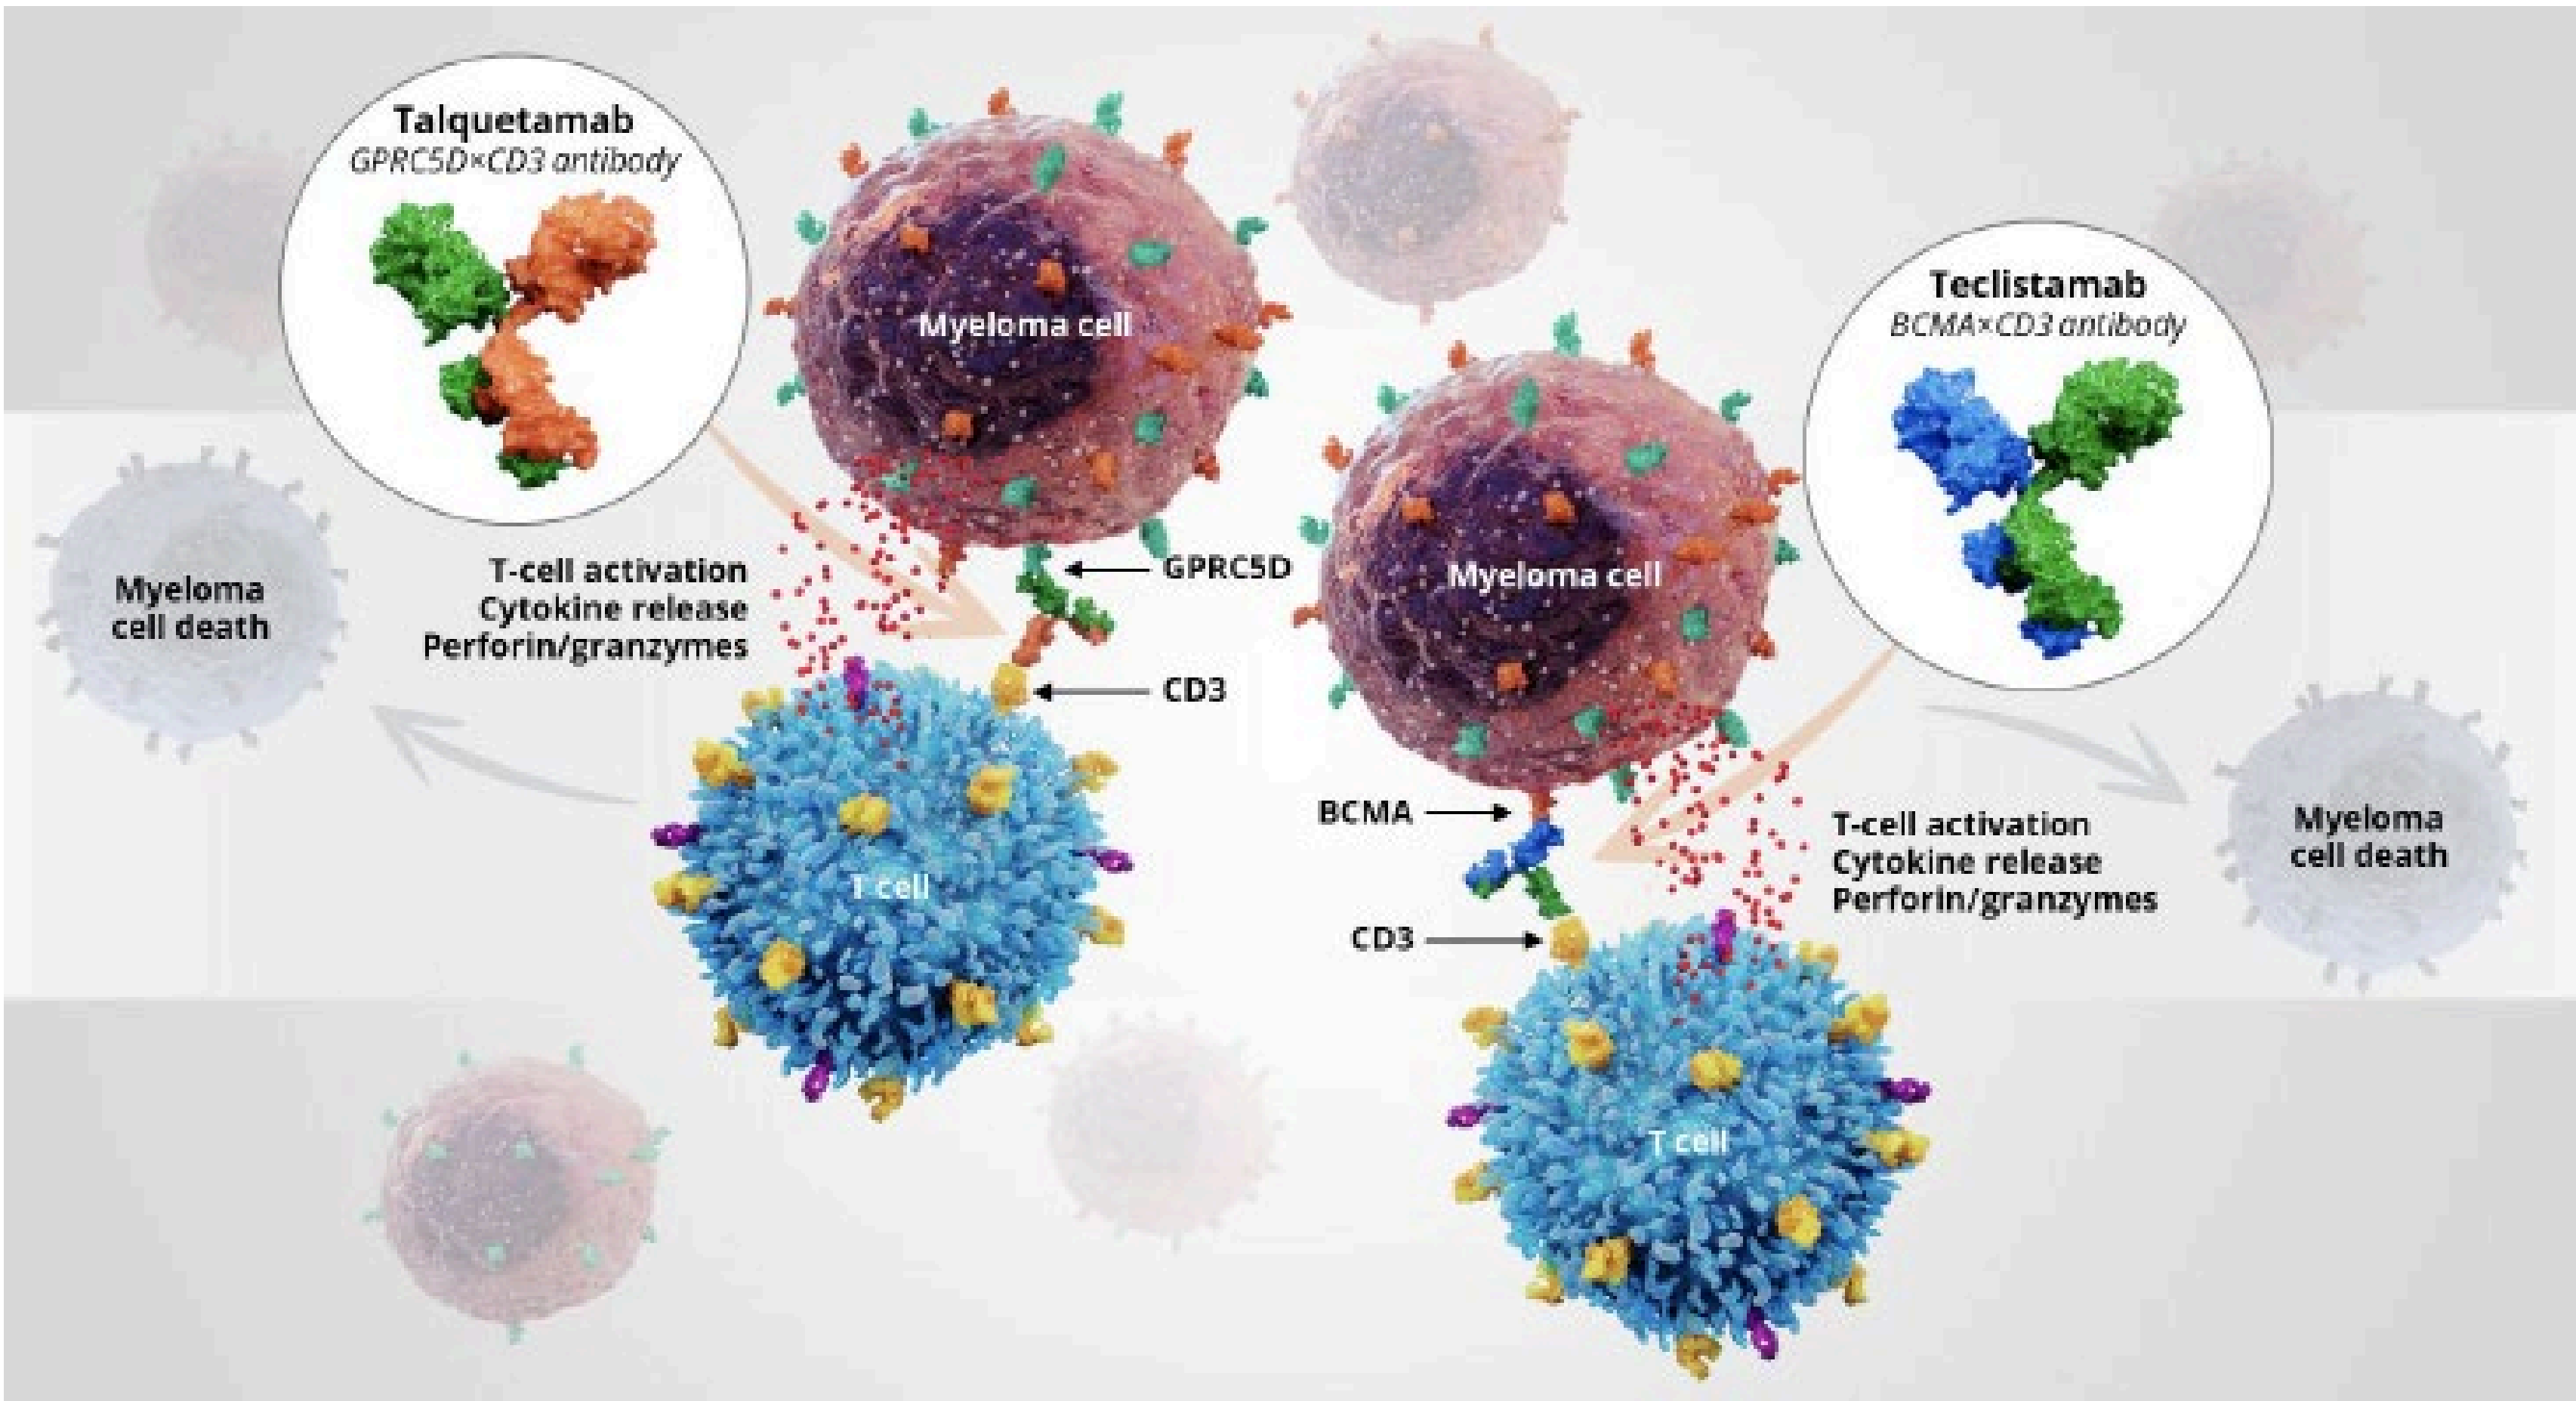 Talquetamab
GPRC5D×CD3 antibody
Myeloma cell
Teclistamab
BCMA×CD3 antibody
Myeloma
cell death
T-cell activation
Cytokine release
Perforin/granzymes
GPRC5D
CD3
Myeloma cell
T cell
BCMA
CD3
T-cell activation
Cytokine release
Perforin/granzymes
Myeloma
cell death
T cell